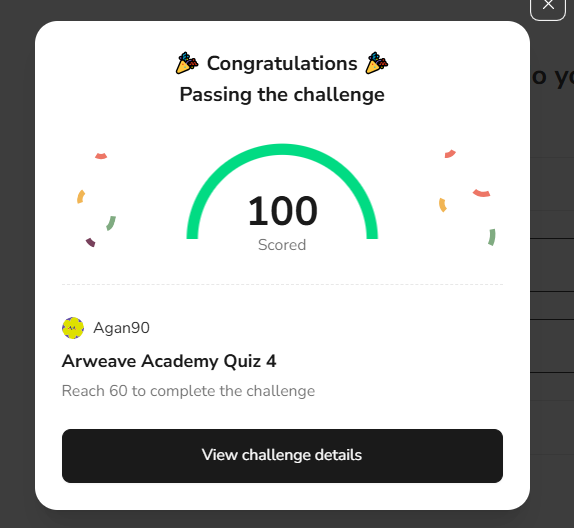 🎉 Congratulations 🎉
Passing the challenge
100
Scored
Agan90
Arweave Academy Quiz 4
Reach 60 to complete the challenge
View challenge details